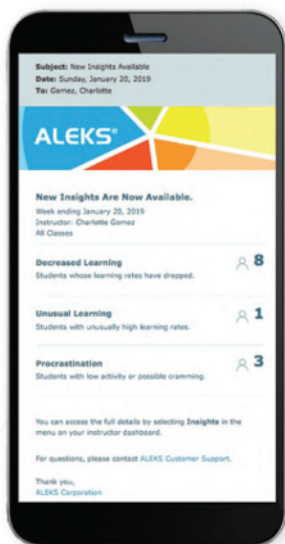 Subject: New Insights Available
Date: Sunday, January 20, 2019
To: Gomez, Charlotte
ALEKS®
New Insights Are Now Available.
Week ending January 20, 2019
Instructor: Charlotte Gomez
All Classes
Decreased Learning 8
Students whose learning rates have dropped.
Unusual Learning 1
Students with unusually high learning rates.
Procrastination 3
Students with low activity or possible cramming.
You can access the full details by selecting Insights in the
menu on your instructor dashboard.
For questions, please contact ALEKS Customer Support.
Thank you,
ALEKS Corporation